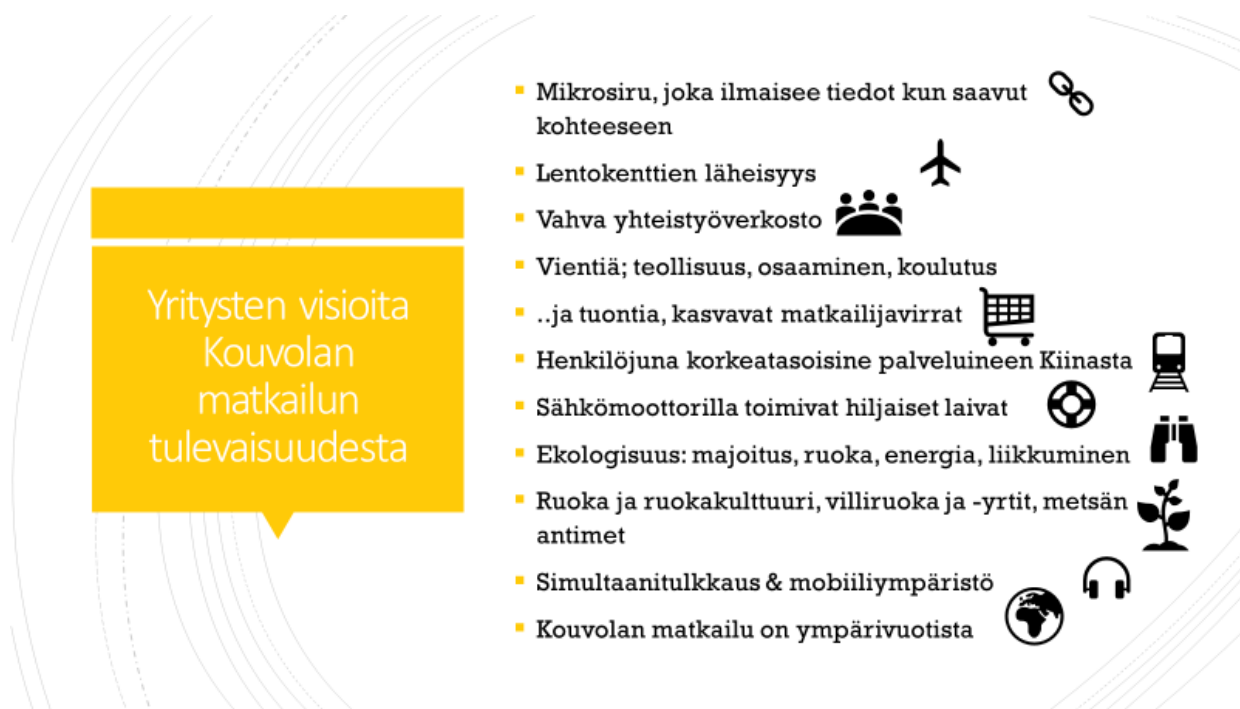 Yritysten visioita
Kouvolan
matkailun
tulevaisuudesta
Mikrosiru, joka ilmaisee tiedot kun saavut
kohteeseen
Lentokenttien läheisyys
Vahva yhteistyöverkosto
Vientiä; teollisuus, osaaminen, koulutus
..ja tuontia, kasvavat matkailijavirrat
Henkilöjuna korkeatasoisine palveluineen Kiinasta
Sähkömoottorilla toimivat hiljaiset laivat
Ekologisuus: majoitus, ruoka, energia, liikkuminen
Ruoka ja ruokakulttuuri, villiruoka ja -yrtit, metsän
antimet
Simultaanitulkkaus & mobiiliympäristö
Kouvolan matkailu on ympärivuotista